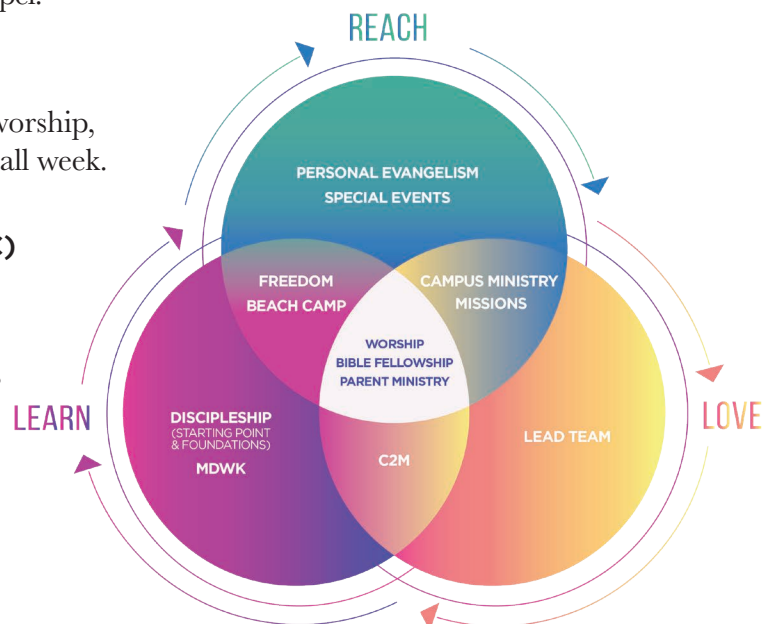 worship,
all week.
REACH
PERSONAL EVANGELISM
SPECIAL EVENTS
FREEDOM
BEACH CAMP
CAMPUS MINISTRY
MISSIONS
WORSHIP
BIBLE FELLOWSHIP
PARENT MINISTRY
LEARN
DISCIPLESHIP
(STARTING POINT
& FOUNDATIONS)
MDWK
C2M
LEAD TEAM
LOVE